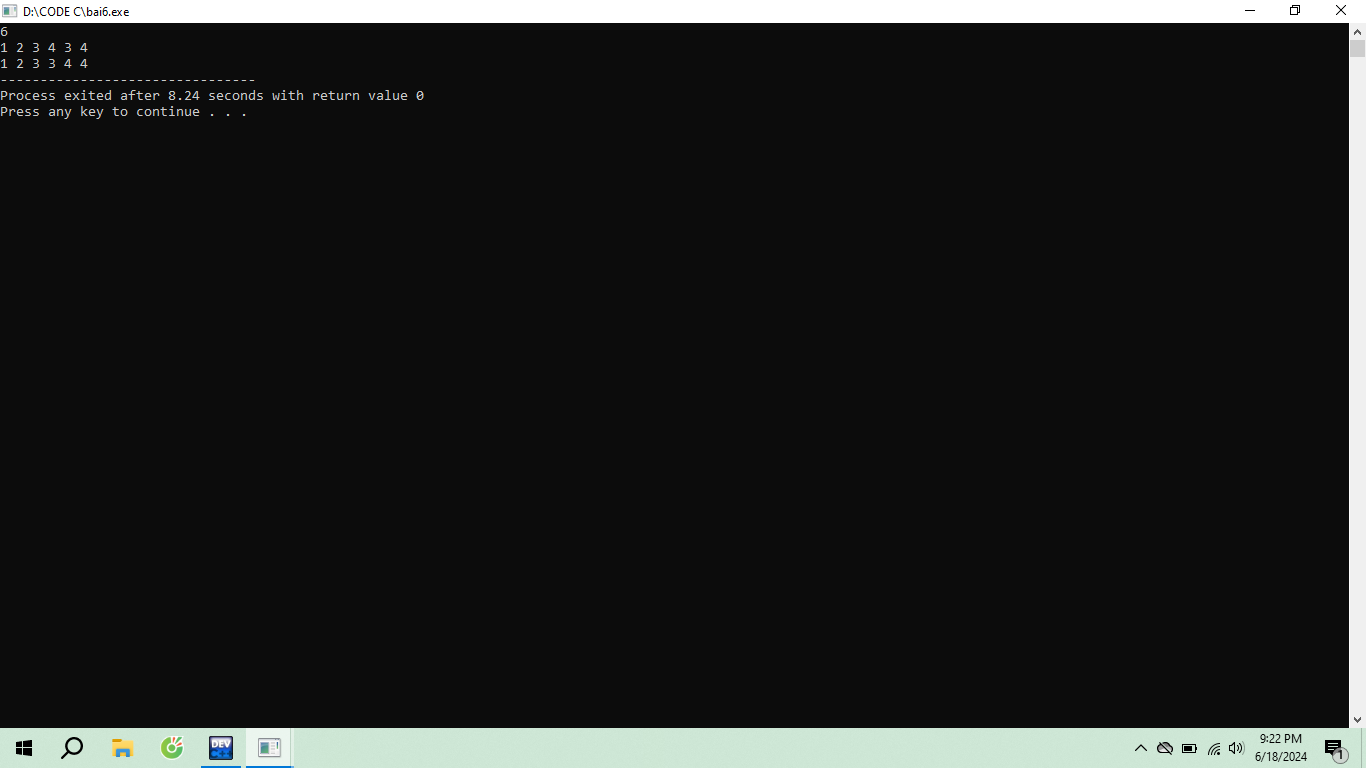 D:\CODE C\bai6.exe
6
1 2 3 4 3 4
1 2 3 3 4 4
--------------------------------
Process exited after 8.24 seconds with return value 0
Press any key to continue . . .
DEV
C++
9:22 PM
6/18/2024
1